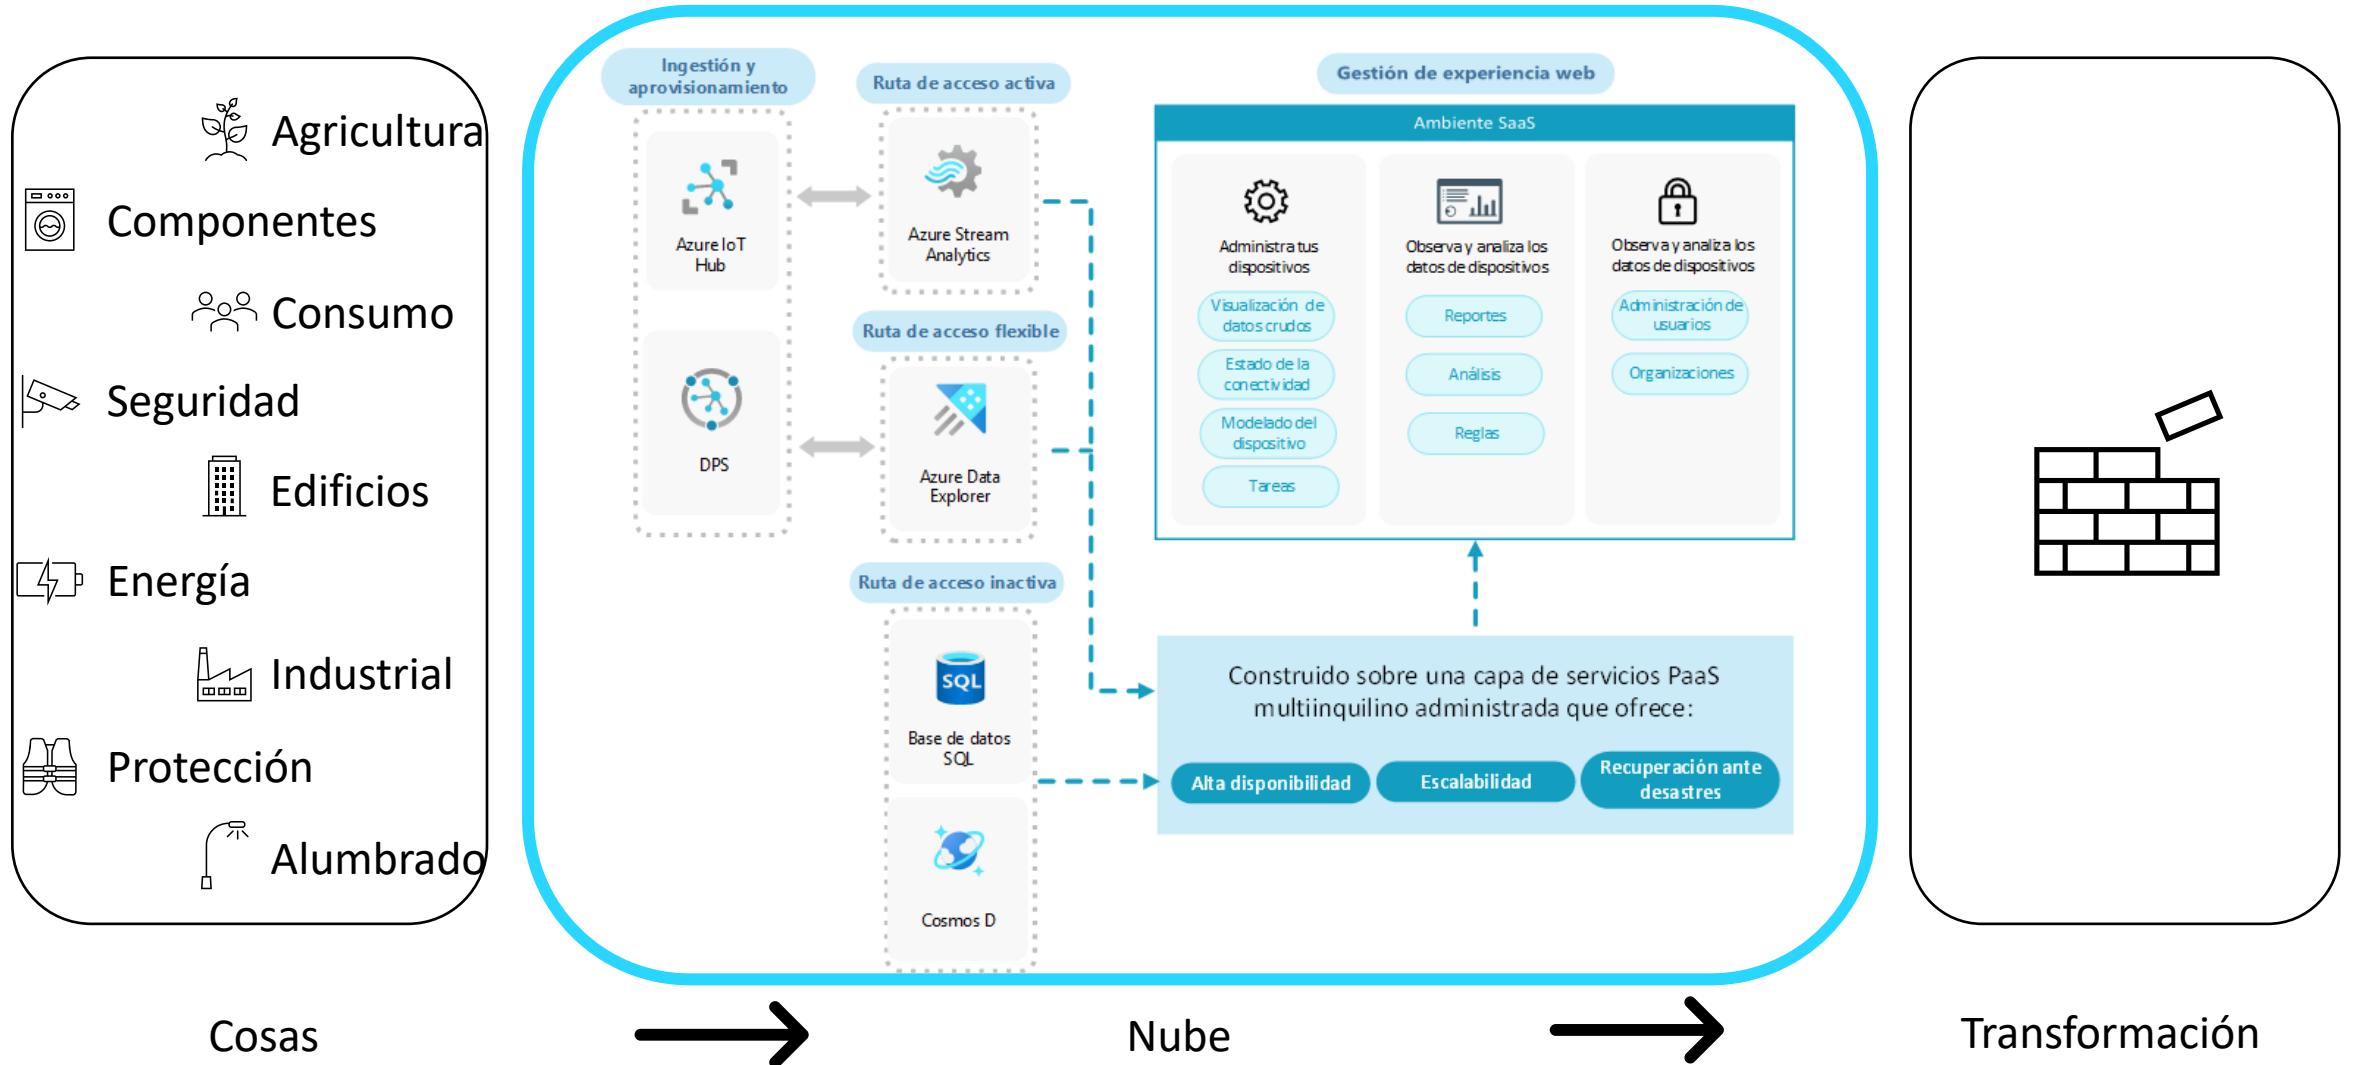 Agricultura
Componentes
Consumo
Seguridad
Edificios
Energía
Industrial
Protección
Alumbrado
Ingestión y
aprovisionamiento
Azure IoT
Hub
DPS
Ruta de acceso activa
Azure Stream
Analytics
Ruta de acceso flexible
Azure Data
Explorer
Ruta de acceso inactiva
SQL
Base de datos
SQL
Cosmos D
Gestión de experiencia web
Ambiente SaaS
Administra tus
dispositivos
Visualización de
datos crudos
Estado de la
conectividad
Modelado del
dispositivo
Tareas
Observa y analiza los
datos de dispositivos
Reportes
Análisis
Reglas
Observa y analiza los
datos de dispositivos
Administración de
usuarios
Organizaciones
Construido sobre una capa de servicios PaaS
multiinquilino administrada que ofrece:
Alta disponibilidad
Escalabilidad
Recuperación ante
desastres
Cosas
Nube
Transformación